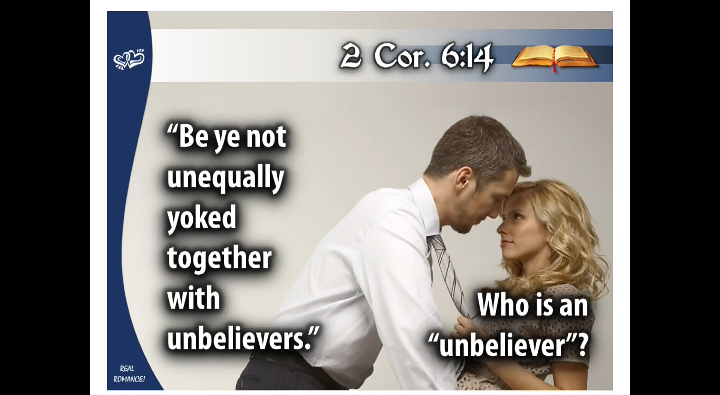 2 Cor. 6:14
“Be ye not
unequally
yoked
together
with
unbelievers.”
Who is an
“unbeliever”?
REAL
ROMANCE!